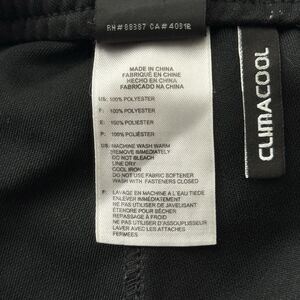 RN#88387 CA#40312
MADE IN CHINA
FABRIQUÉ EN CHINE
HECHO EN CHINA
FABRICADO NA CHINA
US: 100% POLYESTER
F: 100% POLYESTER
E: 100% POLIÉSTER
P: 100% POLIÉSTER
US: MACHINE WASH WARM
REMOVE IMMEDIATELY
DO NOT BLEACH
LINE DRY
COOL IRON
DO NOT USE FABRIC SOFTENER
WASH WITH FASTENERS CLOSED
F: LAVAGE EN MACHINE À L'EAU TIÈDE
ENLEVER IMMÉDIATEMENT
NE PAS UTILISER DE JAVELISANT
ÉTENDRE POUR SÉCHER
REPASSAGE À FROID
NE PAS UTILISER D'ASSOUPLISSEUR
LAVER AVEC LES ATTACHES
FERMÉES
CLIMACOOL